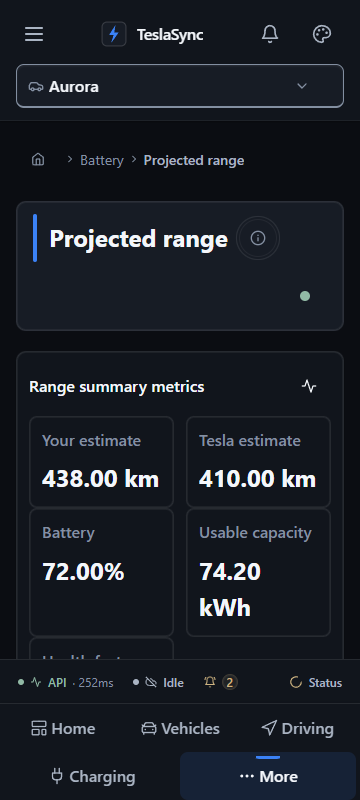 TeslaSync
Aurora
Battery
Projected range
Projected range
Range summary metrics
Your estimate
Tesla estimate
438.00 km
410.00 km
Battery
Usable capacity
72.00%
74.20
kWh
API · 252ms
Idle
2
Status
Home
Vehicles
Driving
Charging
More